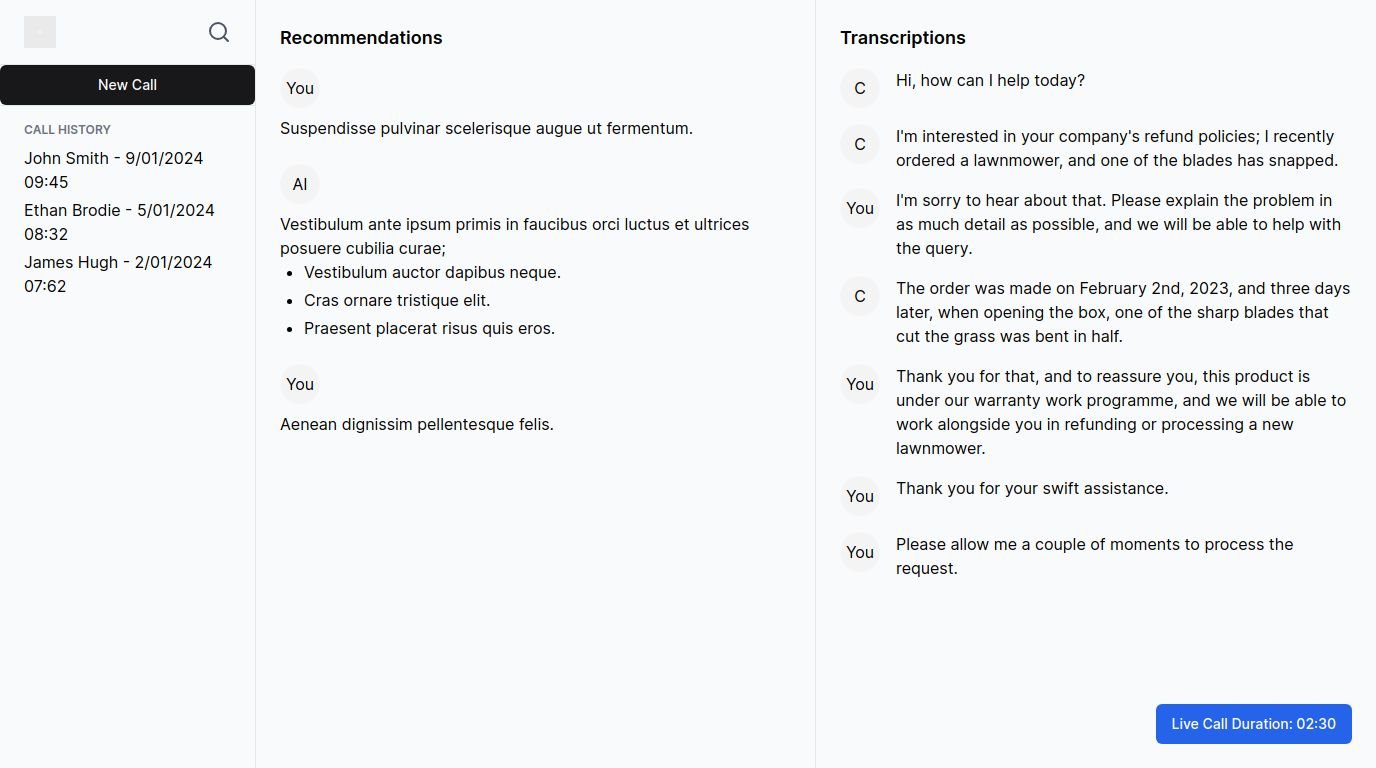 New Call
CALL HISTORY
John Smith - 9/01/2024
09:45
Ethan Brodie - 5/01/2024
08:32
James Hugh - 2/01/2024
07:62
Recommendations
You
Suspendisse pulvinar scelerisque augue ut fermentum.
AI
Vestibulum ante ipsum primis in faucibus orci luctus et ultrices
posuere cubilia curae;
• Vestibulum auctor dapibus neque.
• Cras ornare tristique elit.
• Praesent placerat risus quis eros.
You
Aenean dignissim pellentesque felis.
Transcriptions
C
Hi, how can I help today?
C
I'm interested in your company's refund policies; I recently
ordered a lawnmower, and one of the blades has snapped.
You
I'm sorry to hear about that. Please explain the problem in
as much detail as possible, and we will be able to help with
the query.
C
The order was made on February 2nd, 2023, and three days
later, when opening the box, one of the sharp blades that
cut the grass was bent in half.
You
Thank you for that, and to reassure you, this product is
under our warranty work programme, and we will be able to
work alongside you in refunding or processing a new
lawnmower.
You
Thank you for your swift assistance.
You
Please allow me a couple of moments to process the
request.
Live Call Duration: 02:30